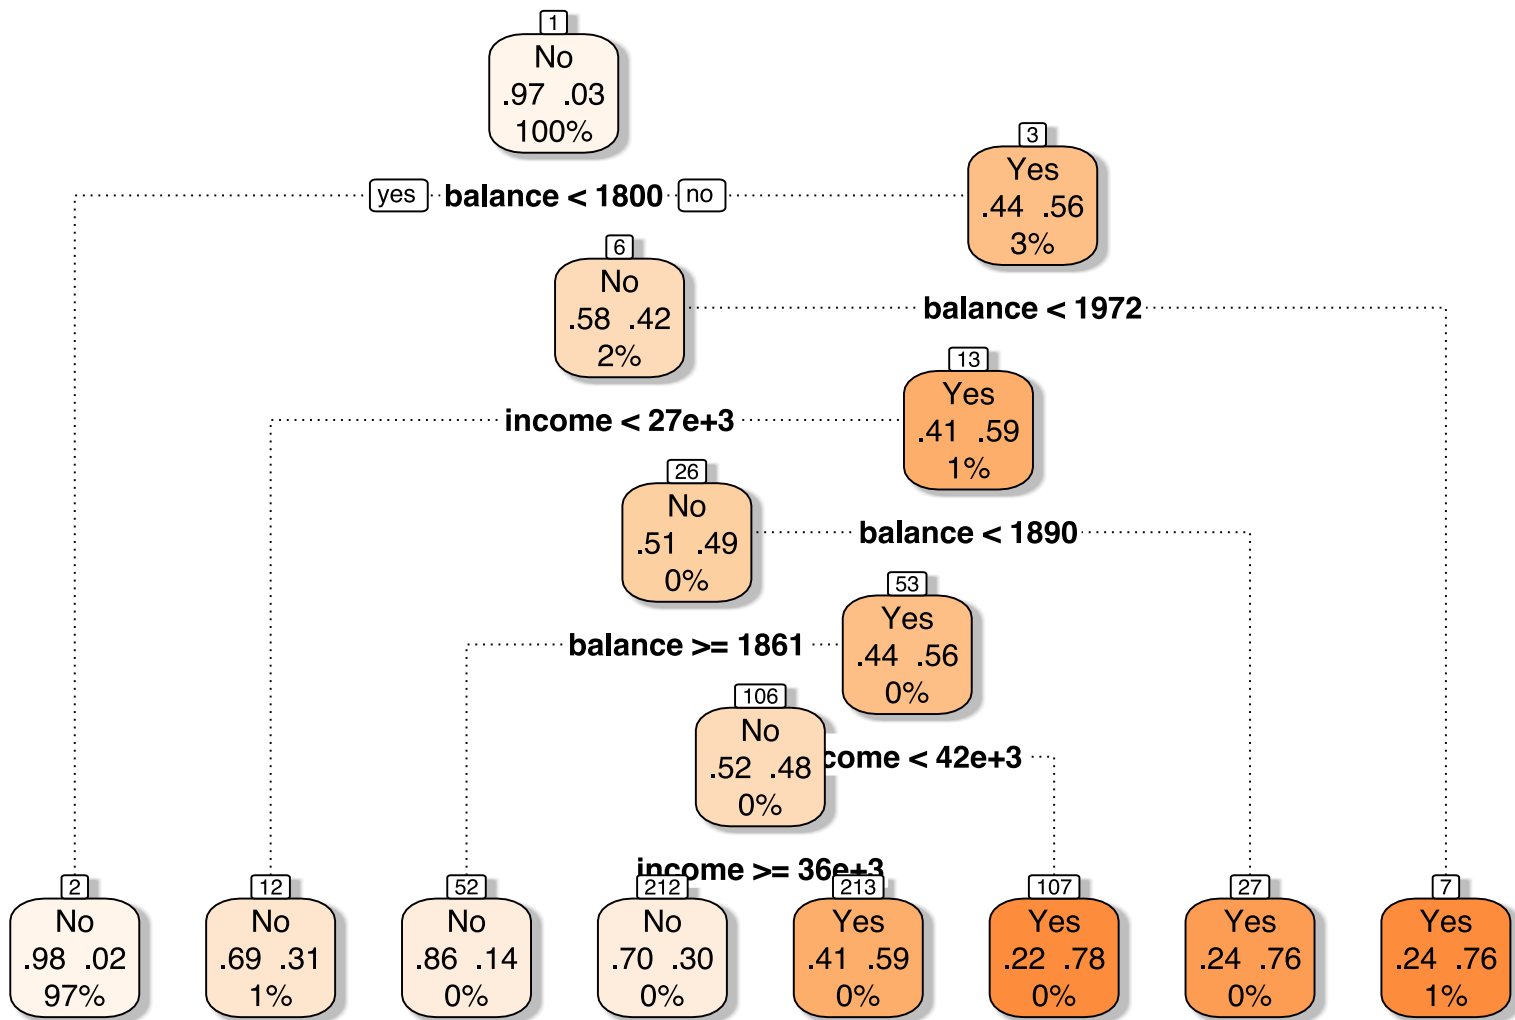 1
No
.97 .03
100%
yes balance < 1800 no
3
Yes
.44 .56
3%
6
No
.58 .42
2%
balance < 1972
13
Yes
.41 .59
1%
income < 27e+3
26
No
.51 .49
0%
balance < 1890
53
Yes
.44 .56
0%
balance >= 1861
106
No
.52 .48
0%
come < 42e+3
income >= 36e+3
2
No
.98 .02
97%
12
No
.69 .31
1%
52
No
.86 .14
0%
212
No
.70 .30
0%
213
Yes
.41 .59
0%
107
Yes
.22 .78
0%
27
Yes
.24 .76
0%
7
Yes
.24 .76
1%